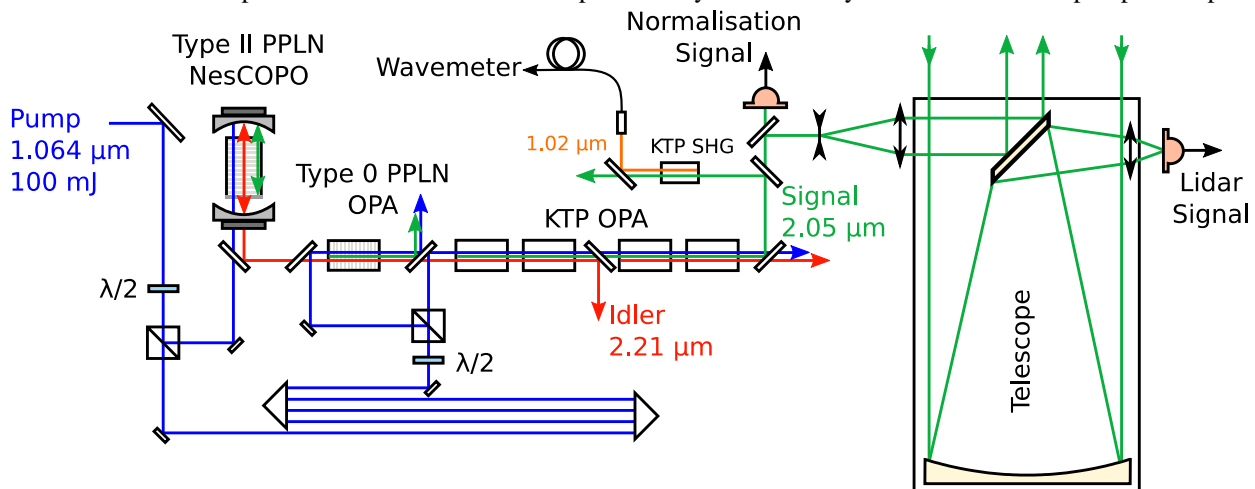 Normalisation
Signal
Type II PPLN
NesCOPO
Wavemeter
Pump
1.064 μm
100 mJ
1.02 μm
KTP SHG
Type 0 PPLN
OPA
KTP OPA
Signal
2.05 μm
Lidar
Signal
λ/2
Idler
2.21 μm
λ/2
Telescope